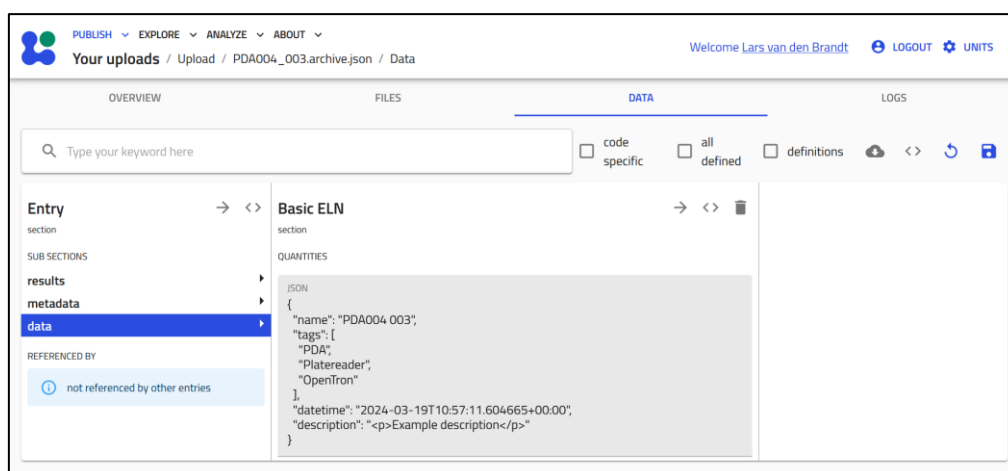 PUBLISH EXPLORE ANALYZE ABOUT
Your uploads / Upload / PDA004_003.archive.json / Data
Welcome Lars van den Brandt LOGOUT UNITS
OVERVIEW FILES DATA LOGS
Type your keyword here
code specific
all defined
definitions
<>
Entry
<>
section
SUB SECTIONS
results
metadata
data
REFERENCED BY
not referenced by other entries
Basic ELN
<>
section
QUANTITIES
JSON
{
"name": "PDA004 003",
"tags": [
"PDA",
"Platereader",
"OpenTron"
],
"datetime": "2024-03-19T10:57:11.604665+00:00",
"description": "<p>Example description</p>"
}